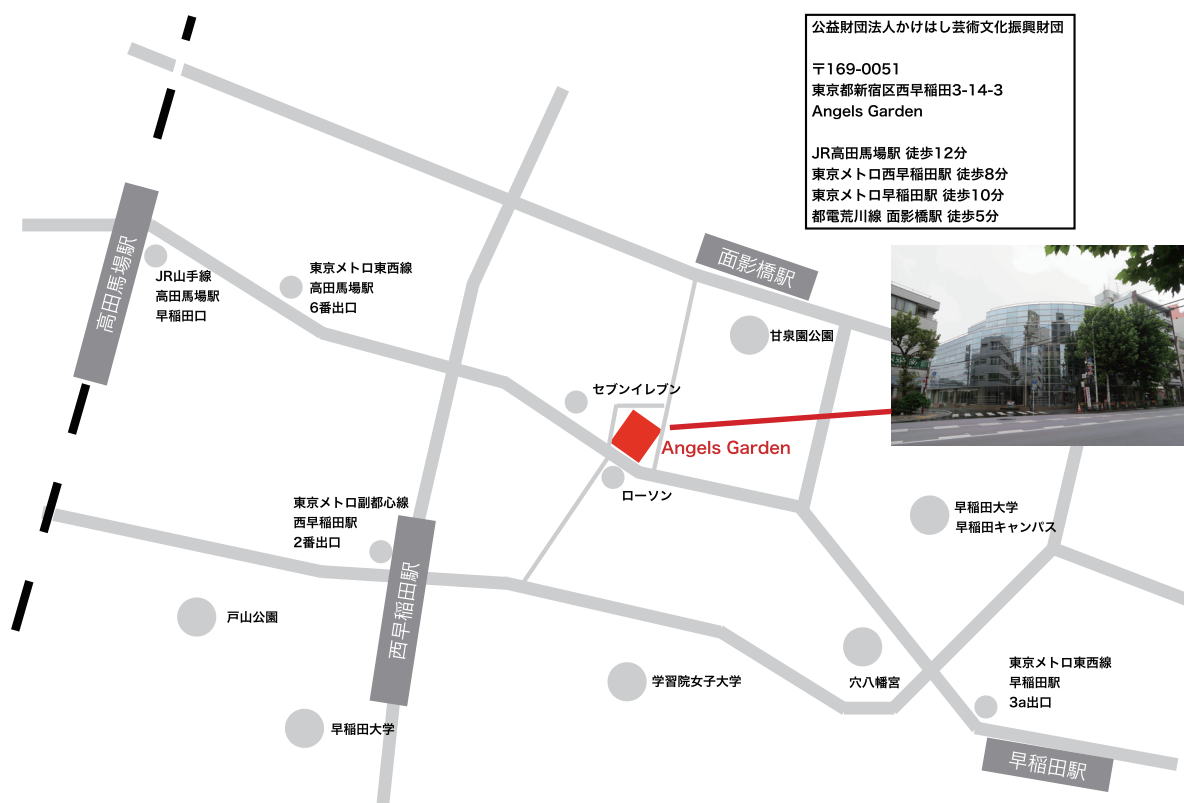 公益財団法人かけはし芸術文化振興財団
〒169-0051
東京都新宿区西早稲田3-14-3
Angels Garden
JR高田馬場駅 徒歩12分
東京メトロ西早稲田駅 徒歩8分
東京メトロ早稲田駅 徒歩10分
都電荒川線 面影橋駅 徒歩5分
高田馬場駅
JR山手線
高田馬場駅
早稲田口
東京メトロ東西線
高田馬場駅
6番出口
面影橋駅
甘泉園公園
セブンイレブン
Angels Garden
ローソン
東京メトロ副都心線
西早稲田駅
2番出口
西早稲田駅
早稲田大学
早稲田キャンパス
戸山公園
学習院女子大学
穴八幡宮
東京メトロ東西線
早稲田駅
3a出口
早稲田大学
早稲田駅